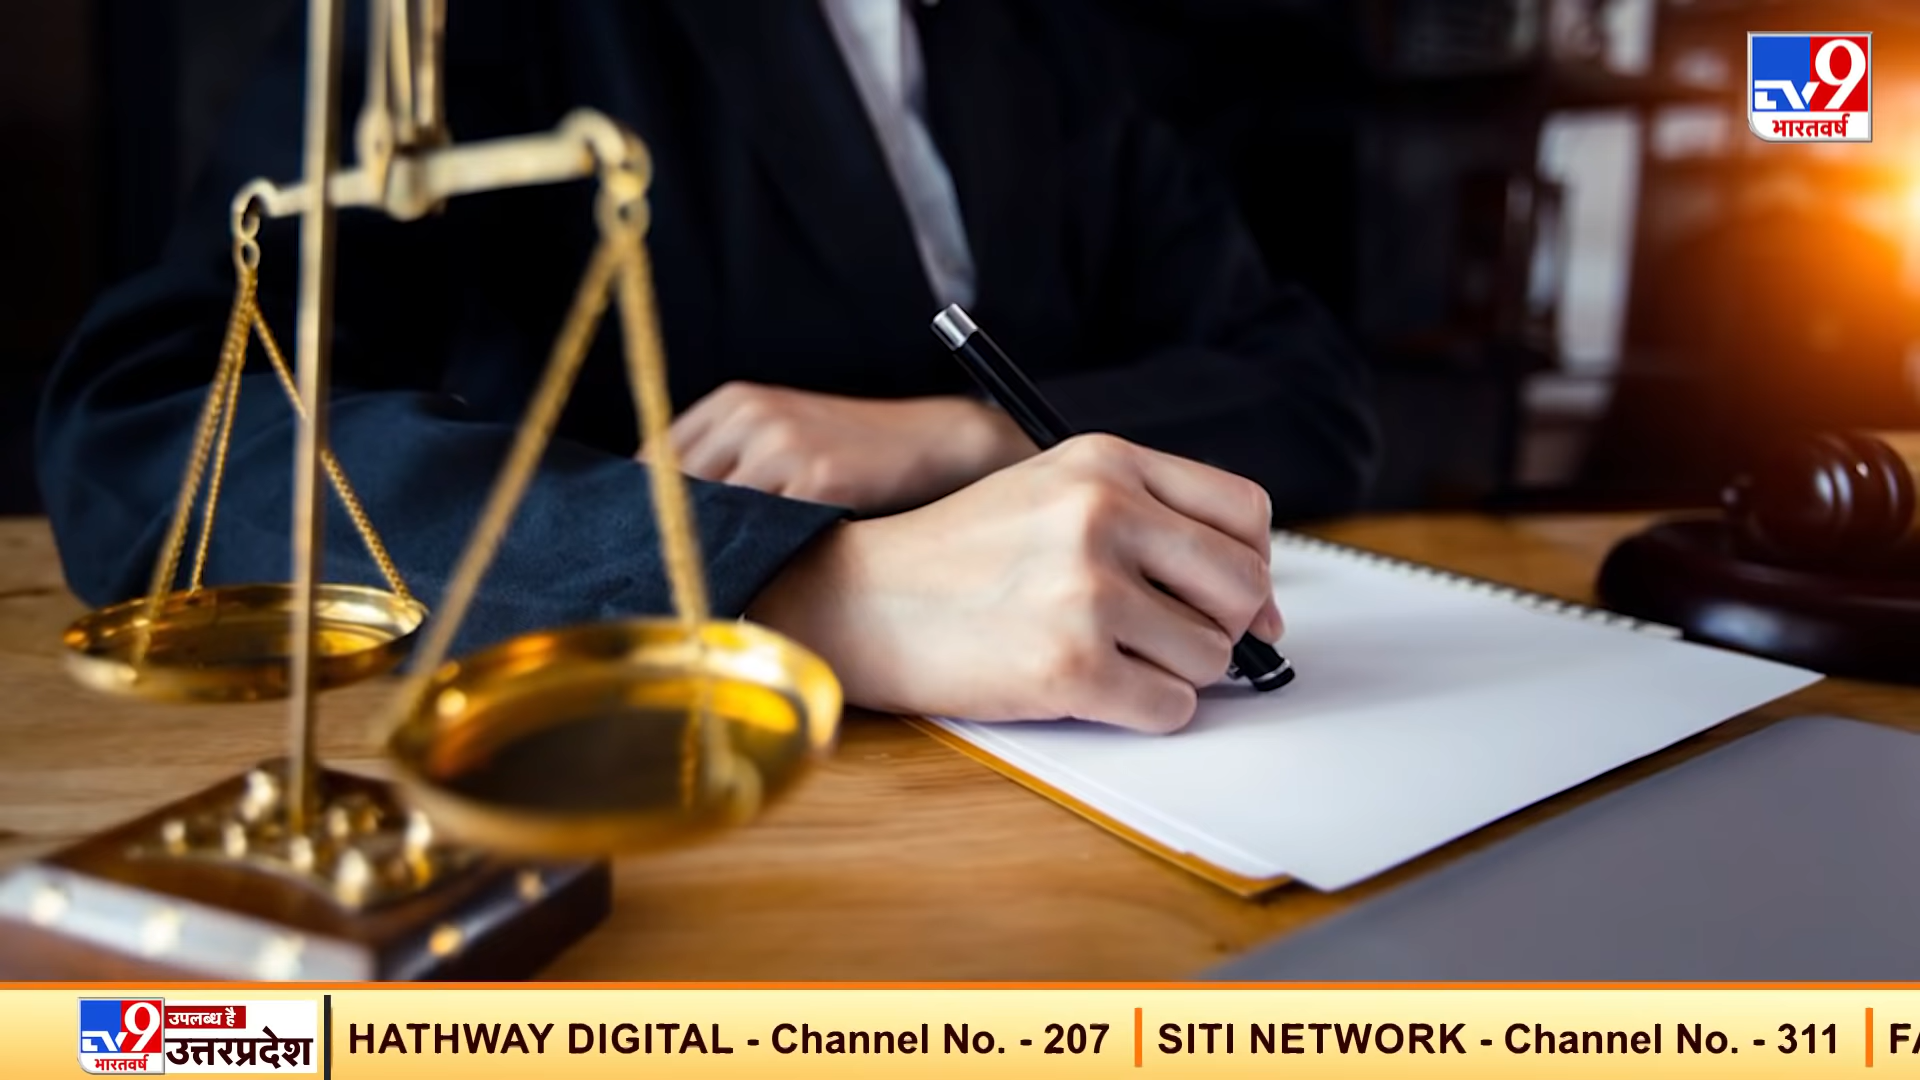 TV9
भारतवर्ष
TV9
भारतवर्ष
उपलब्ध है
उत्तरप्रदेश
HATHWAY DIGITAL - Channel No. - 207
SITI NETWORK - Channel No. - 311